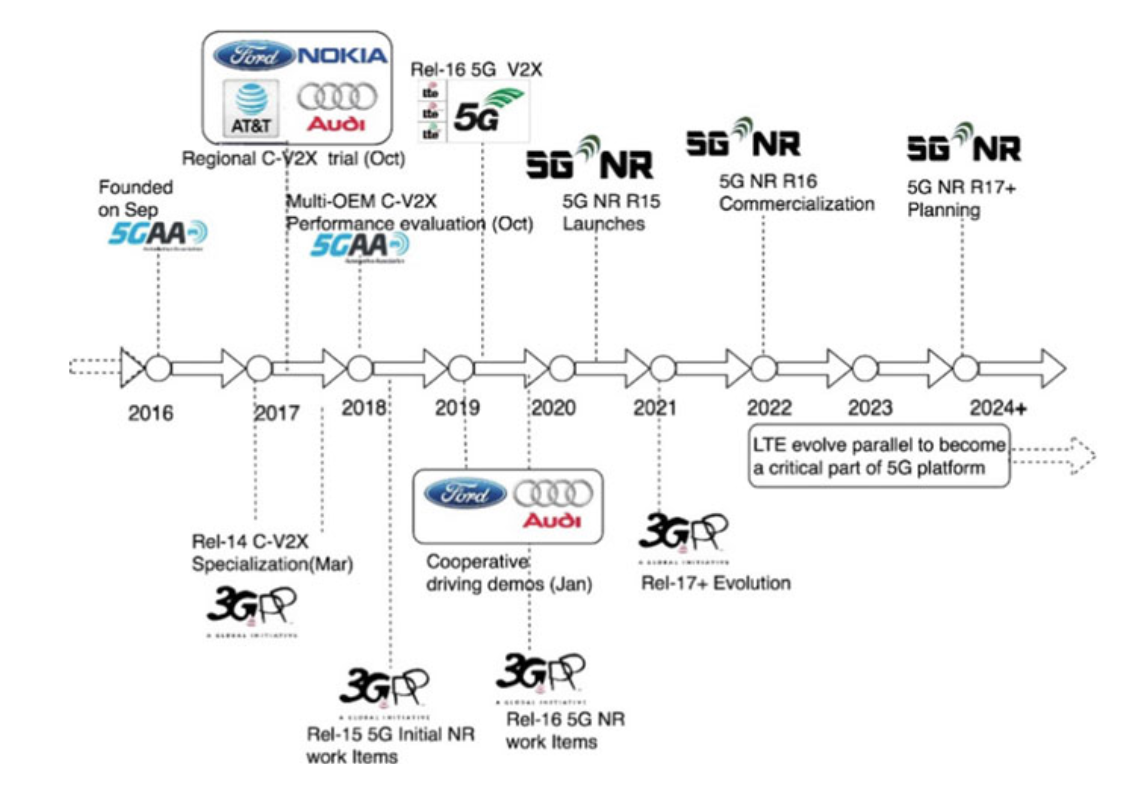 Ford NOKIA
AT&T Audi
Regional C-V2X trial (Oct)
Rel-16 5G V2X
lte
lte
lte
5G
Founded
on Sep
5GAA
Multi-OEM C-V2X
Performance evaluation (Oct)
5GAA
5G NR
5G NR R15
Launches
5G NR
5G NR R16
Commercialization
5G NR
5G NR R17+
Planning
2016
2017
2018
2019
2020
2021
2022
2023
2024+
LTE evolve parallel to become
a critical part of 5G platform
Rel-14 C-V2X
Specialization(Mar)
3GPP
A GLOBAL INITIATIVE
Ford Audi
Cooperative
driving demos (Jan)
3GPP
A GLOBAL INITIATIVE
Rel-17+ Evolution
3GPP
A GLOBAL INITIATIVE
Rel-15 5G Initial NR
work Items
3GPP
A GLOBAL INITIATIVE
Rel-16 5G NR
work Items